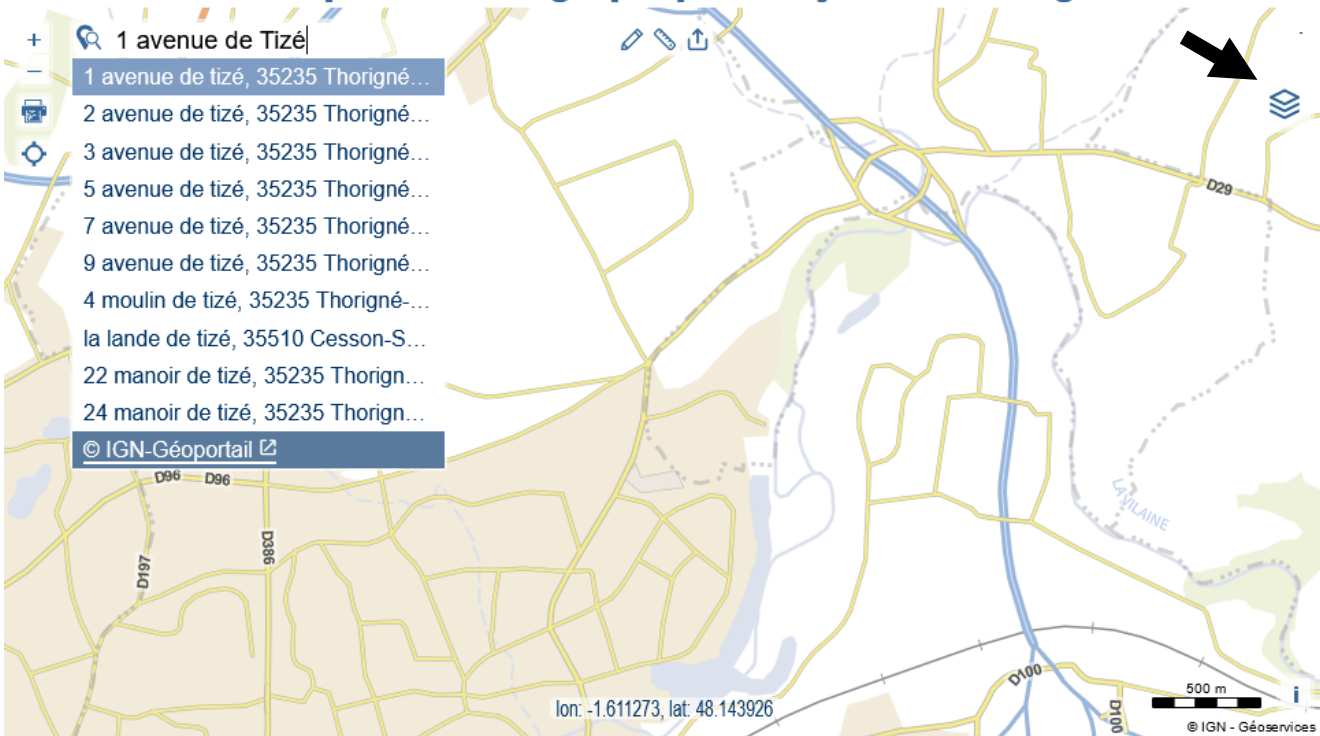 1 avenue de Tizé
1 avenue de tizé, 35235 Thorigné...
2 avenue de tizé, 35235 Thorigné...
3 avenue de tizé, 35235 Thorigné...
5 avenue de tizé, 35235 Thorigné...
7 avenue de tizé, 35235 Thorigné...
9 avenue de tizé, 35235 Thorigné...
4 moulin de tizé, 35235 Thorigné-...
la lande de tizé, 35510 Cesson-S...
22 manoir de tizé, 35235 Thorign...
24 manoir de tizé, 35235 Thorign...
© IGN-Géoportail
D29
D96 D96
D386
D197
LA VILAINE
D100
D100
500 m
i
lon: -1.611273, lat: 48.143926
© IGN - Géoservices